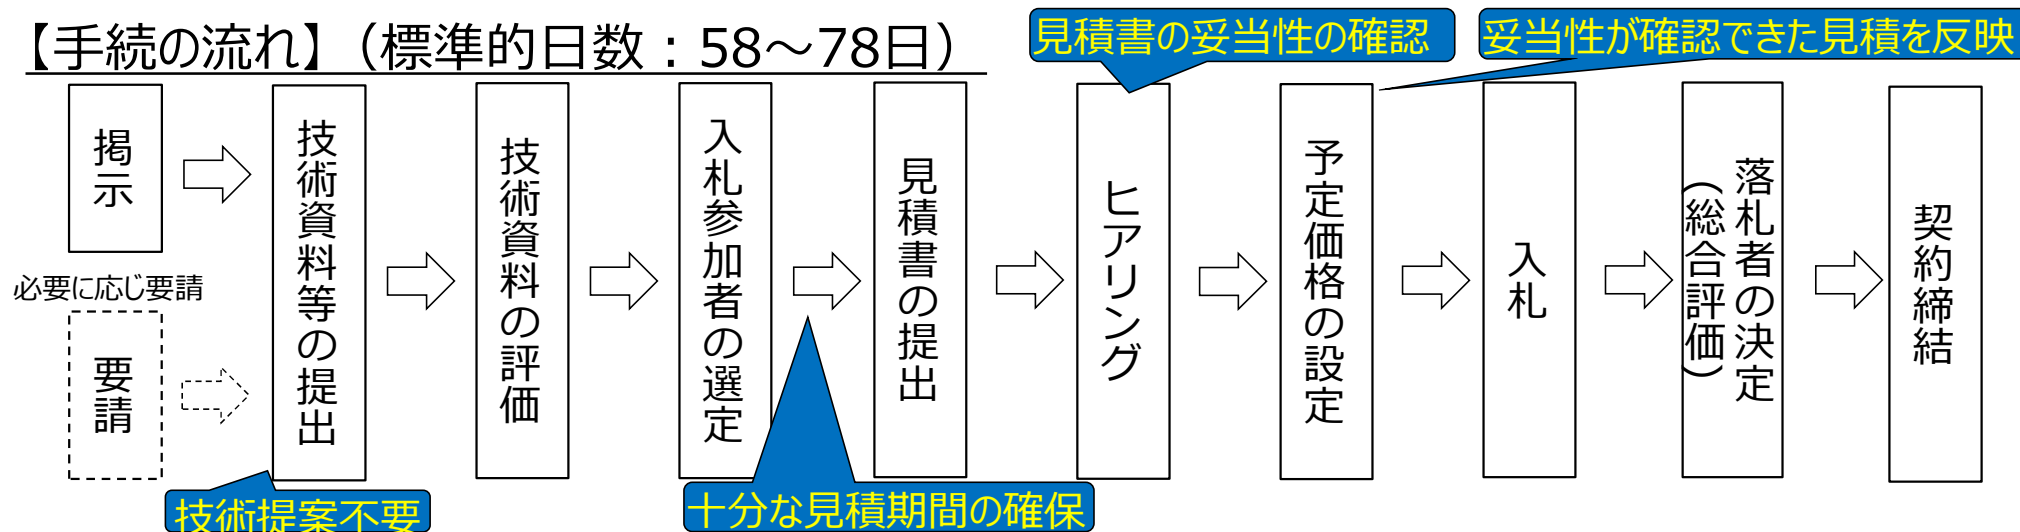 【手続の流れ】（標準的日数：58～78日）
見積書の妥当性の確認
妥当性が確認できた見積を反映
掲示
必要に応じ要請
要請
技術資料等の提出
技術資料の評価
入札参加者の選定
見積書の提出
ヒアリング
予定価格の設定
入札
落札者の決定
（総合評価）
契約締結
技術提案不要
十分な見積期間の確保